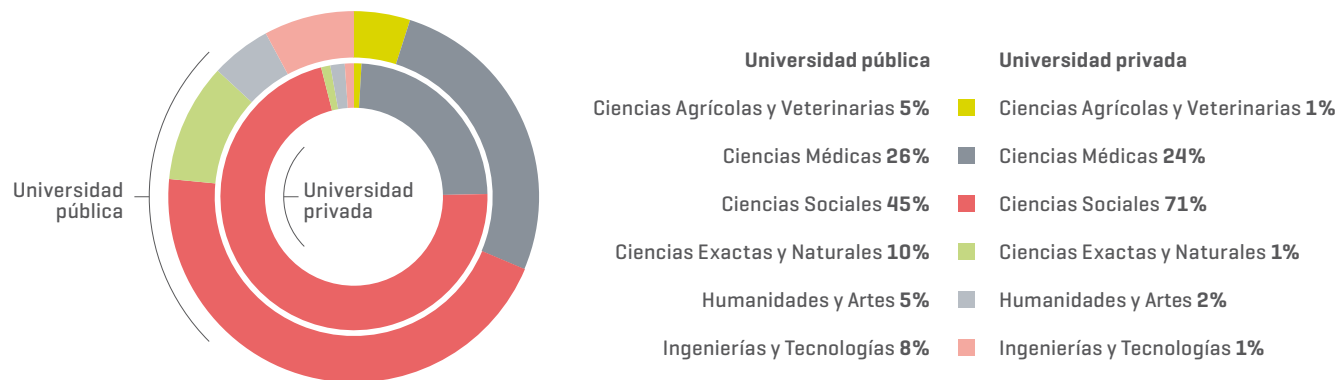 Universidad
pública
Universidad
privada
Universidad pública Universidad privada
Ciencias Agrícolas y Veterinarias 5% Ciencias Agrícolas y Veterinarias 1%
Ciencias Médicas 26% Ciencias Médicas 24%
Ciencias Sociales 45% Ciencias Sociales 71%
Ciencias Exactas y Naturales 10% Ciencias Exactas y Naturales 1%
Humanidades y Artes 5% Humanidades y Artes 2%
Ingenierías y Tecnologías 8% Ingenierías y Tecnologías 1%